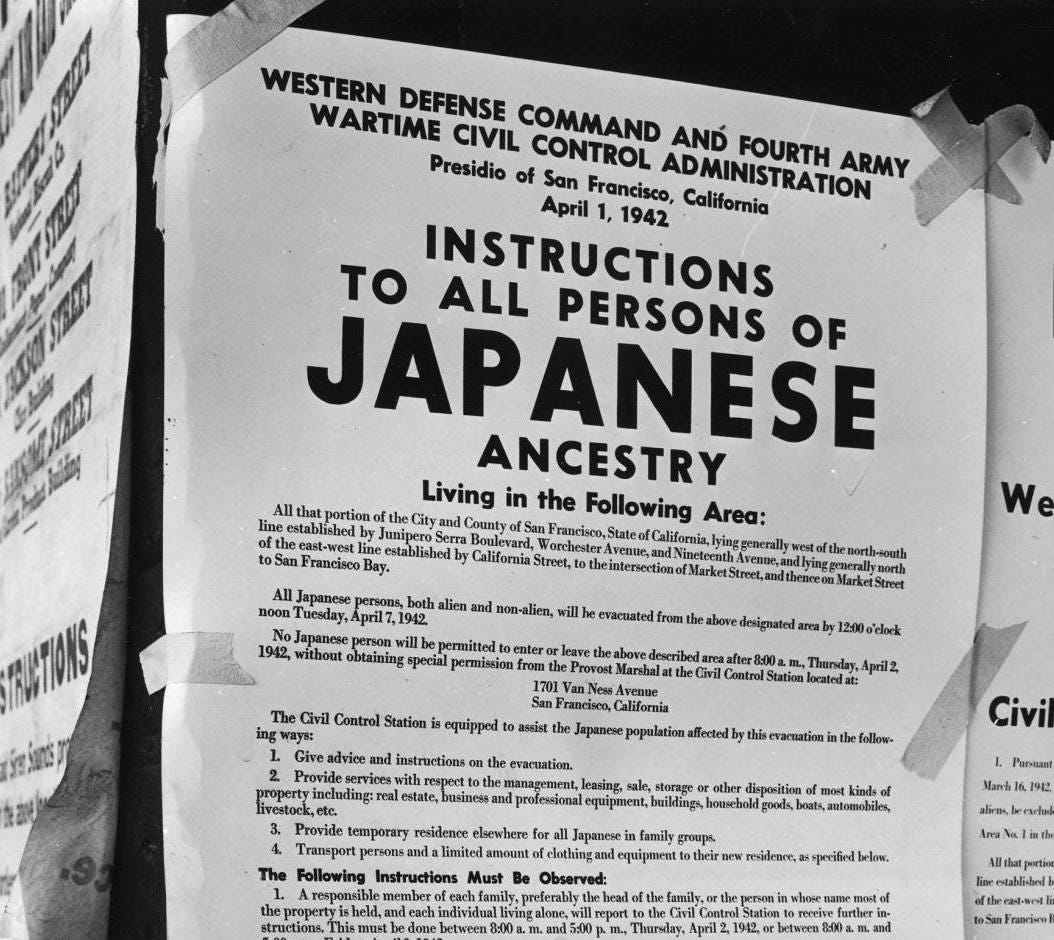 BATTERY STREET
FRONT STREET
JACKSON STREET
SANSOME STREET
Building
STRUCTIONS
WESTERN DEFENSE COMMAND AND FOURTH ARMY
WARTIME CIVIL CONTROL ADMINISTRATION
Presidio of San Francisco, California
April 1, 1942
INSTRUCTIONS
TO ALL PERSONS OF
JAPANESE
ANCESTRY
Living in the Following Area:
All that portion of the City and County of San Francisco, State of California, lying generally west of the north-south
line established by Junipero Serra Boulevard, Worchester Avenue, and Nineteenth Avenue, and lying generally north
of the east-west line established by California Street, to the intersection of Market Street, and thence on Market Street
to San Francisco Bay.
All Japanese persons, both alien and non-alien, will be evacuated from the above designated area by 12:00 o'clock
noon Tuesday, April 7, 1942.
No Japanese person will be permitted to enter or leave the above described area after 8:00 a. m., Thursday, April 2,
1942, without obtaining special permission from the Provost Marshal at the Civil Control Station located at:
1701 Van Ness Avenue
San Francisco, California
The Civil Control Station is equipped to assist the Japanese population affected by this evacuation in the follow-
ing ways:
1. Give advice and instructions on the evacuation.
2. Provide services with respect to the management, leasing, sale, storage or other disposition of most kinds of
property including: real estate, business and professional equipment, buildings, household goods, boats, automobiles,
livestock, etc.
3. Provide temporary residence elsewhere for all Japanese in family groups.
4. Transport persons and a limited amount of clothing and equipment to their new residence, as specified below.
The Following Instructions Must Be Observed:
1. A responsible member of each family, preferably the head of the family, or the person in whose name most of
the property is held, and each individual living alone, will report to the Civil Control Station to receive further in-
structions. This must be done between 8:00 a. m. and 5:00 p. m., Thursday, April 2, 1942, or between 8:00 a. m. and
We
Civil
1. Pursuant
March 16, 1942,
aliens, be exclude
Area No. 1 in the
All that portion
line established b
of the east-west li
to San Francisco B